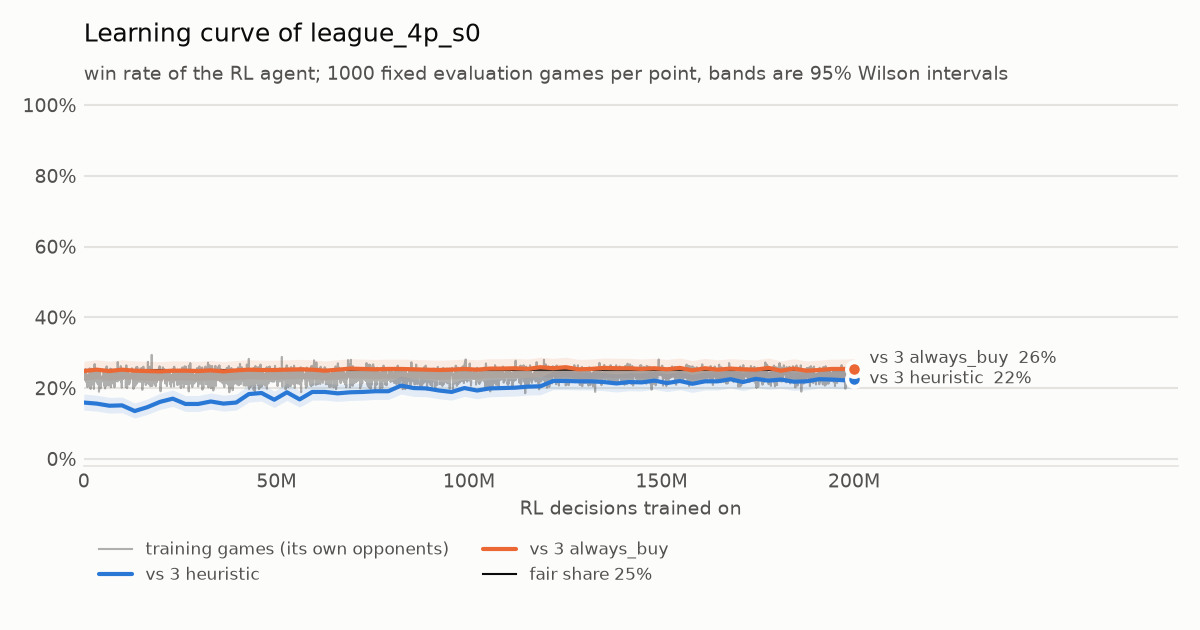 Learning curve of league_4p_s0
win rate of the RL agent; 1000 fixed evaluation games per point, bands are 95% Wilson intervals
100%
80%
60%
40%
20%
0%
vs 3 always_buy 26%
vs 3 heuristic 22%
0 50M 100M 150M 200M
RL decisions trained on
training games (its own opponents)
vs 3 heuristic
vs 3 always_buy
fair share 25%